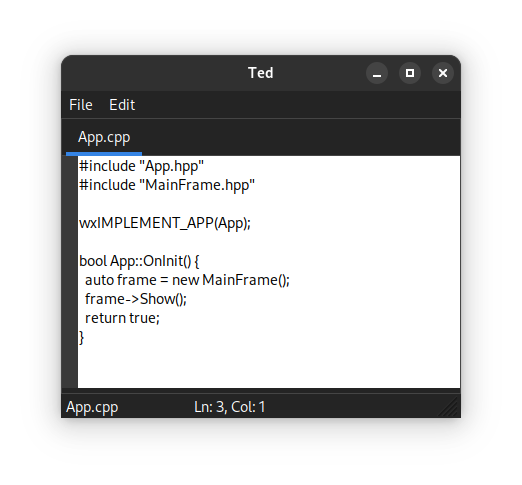 Ted
File Edit
App.cpp
#include "App.hpp"
#include "MainFrame.hpp"

wxIMPLEMENT_APP(App);

bool App::OnInit() {
  auto frame = new MainFrame();
  frame->Show();
  return true;
}
App.cpp Ln: 3, Col: 1